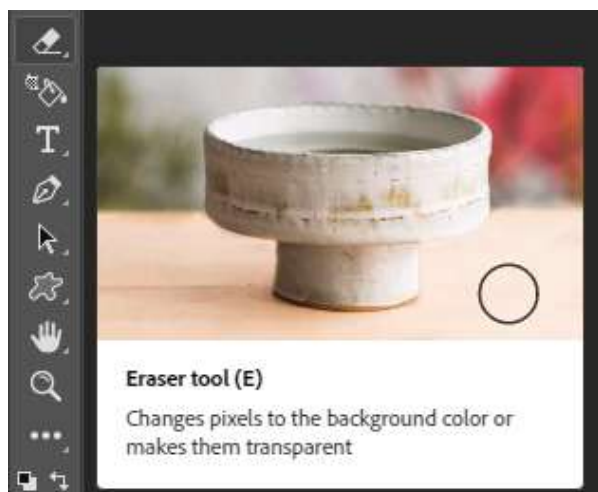 T
Eraser tool (E)
Changes pixels to the background color or
makes them transparent